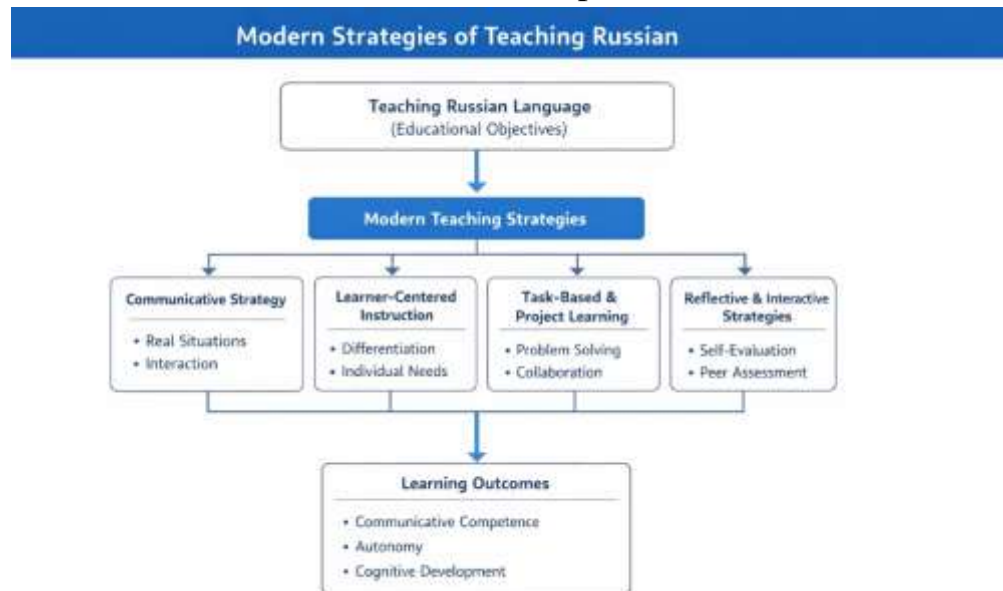 Modern Strategies of Teaching Russian
Teaching Russian Language
(Educational Objectives)
Modern Teaching Strategies
Communicative Strategy
• Real Situations
• Interaction
Learner-Centered
Instruction
• Differentiation
• Individual Needs
Task-Based &
Project Learning
• Problem Solving
• Collaboration
Reflective & Interactive
Strategies
• Self-Evaluation
• Peer Assessment
Learning Outcomes
• Communicative Competence
• Autonomy
• Cognitive Development